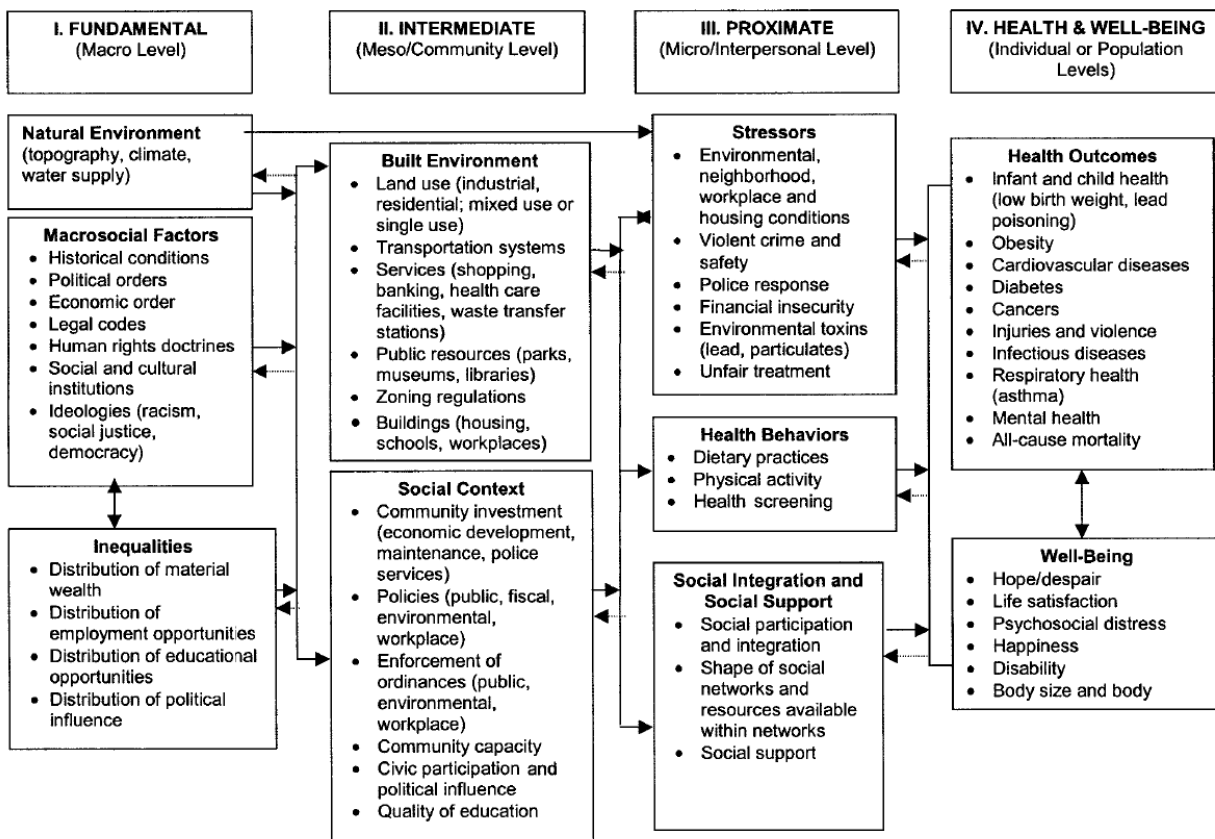 I. FUNDAMENTAL
(Macro Level)
II. INTERMEDIATE
(Meso/Community Level)
III. PROXIMATE
(Micro/Interpersonal Level)
IV. HEALTH & WELL-BEING
(Individual or Population
Levels)
Natural Environment
(topography, climate,
water supply)
Macrosocial Factors
• Historical conditions
• Political orders
• Economic order
• Legal codes
• Human rights doctrines
• Social and cultural
institutions
• Ideologies (racism,
social justice,
democracy)
Inequalities
• Distribution of material
wealth
• Distribution of
employment opportunities
• Distribution of educational
opportunities
• Distribution of political
influence
Built Environment
• Land use (industrial,
residential; mixed use or
single use)
• Transportation systems
• Services (shopping,
banking, health care
facilities, waste transfer
stations)
• Public resources (parks,
museums, libraries)
• Zoning regulations
• Buildings (housing,
schools, workplaces)
Social Context
• Community investment
(economic development,
maintenance, police
services)
• Policies (public, fiscal,
environmental,
workplace)
• Enforcement of
ordinances (public,
environmental,
workplace)
• Community capacity
• Civic participation and
political influence
• Quality of education
Stressors
• Environmental,
neighborhood,
workplace and
housing conditions
• Violent crime and
safety
• Police response
• Financial insecurity
• Environmental toxins
(lead, particulates)
• Unfair treatment
Health Behaviors
• Dietary practices
• Physical activity
• Health screening
Social Integration and
Social Support
• Social participation
and integration
• Shape of social
networks and
resources available
within networks
• Social support
Health Outcomes
• Infant and child health
(low birth weight, lead
poisoning)
• Obesity
• Cardiovascular diseases
• Diabetes
• Cancers
• Injuries and violence
• Infectious diseases
• Respiratory health
(asthma)
• Mental health
• All-cause mortality
Well-Being
• Hope/despair
• Life satisfaction
• Psychosocial distress
• Happiness
• Disability
• Body size and body